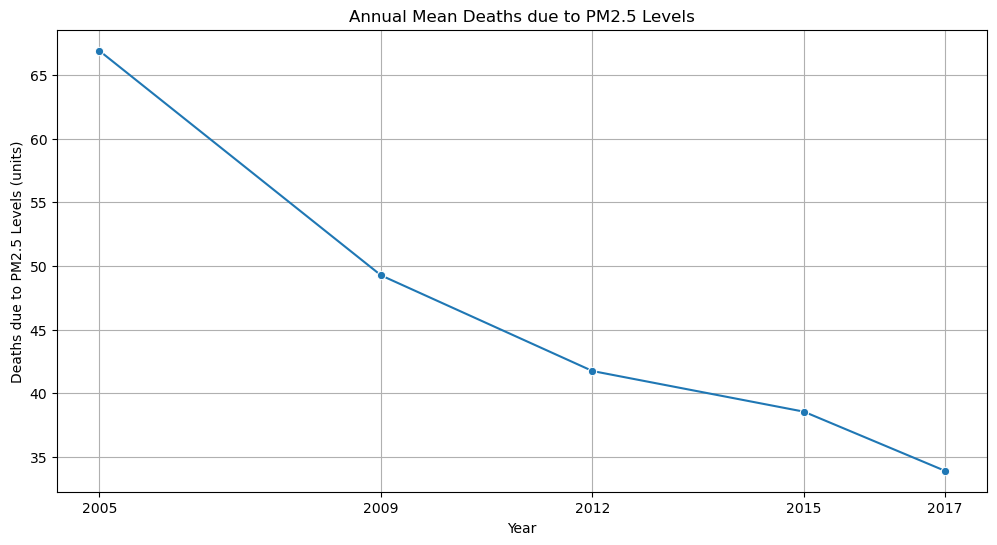 Annual Mean Deaths due to PM2.5 Levels
Deaths due to PM2.5 Levels (units)
65
60
55
50
45
40
35
2005 2009 2012 2015 2017
Year